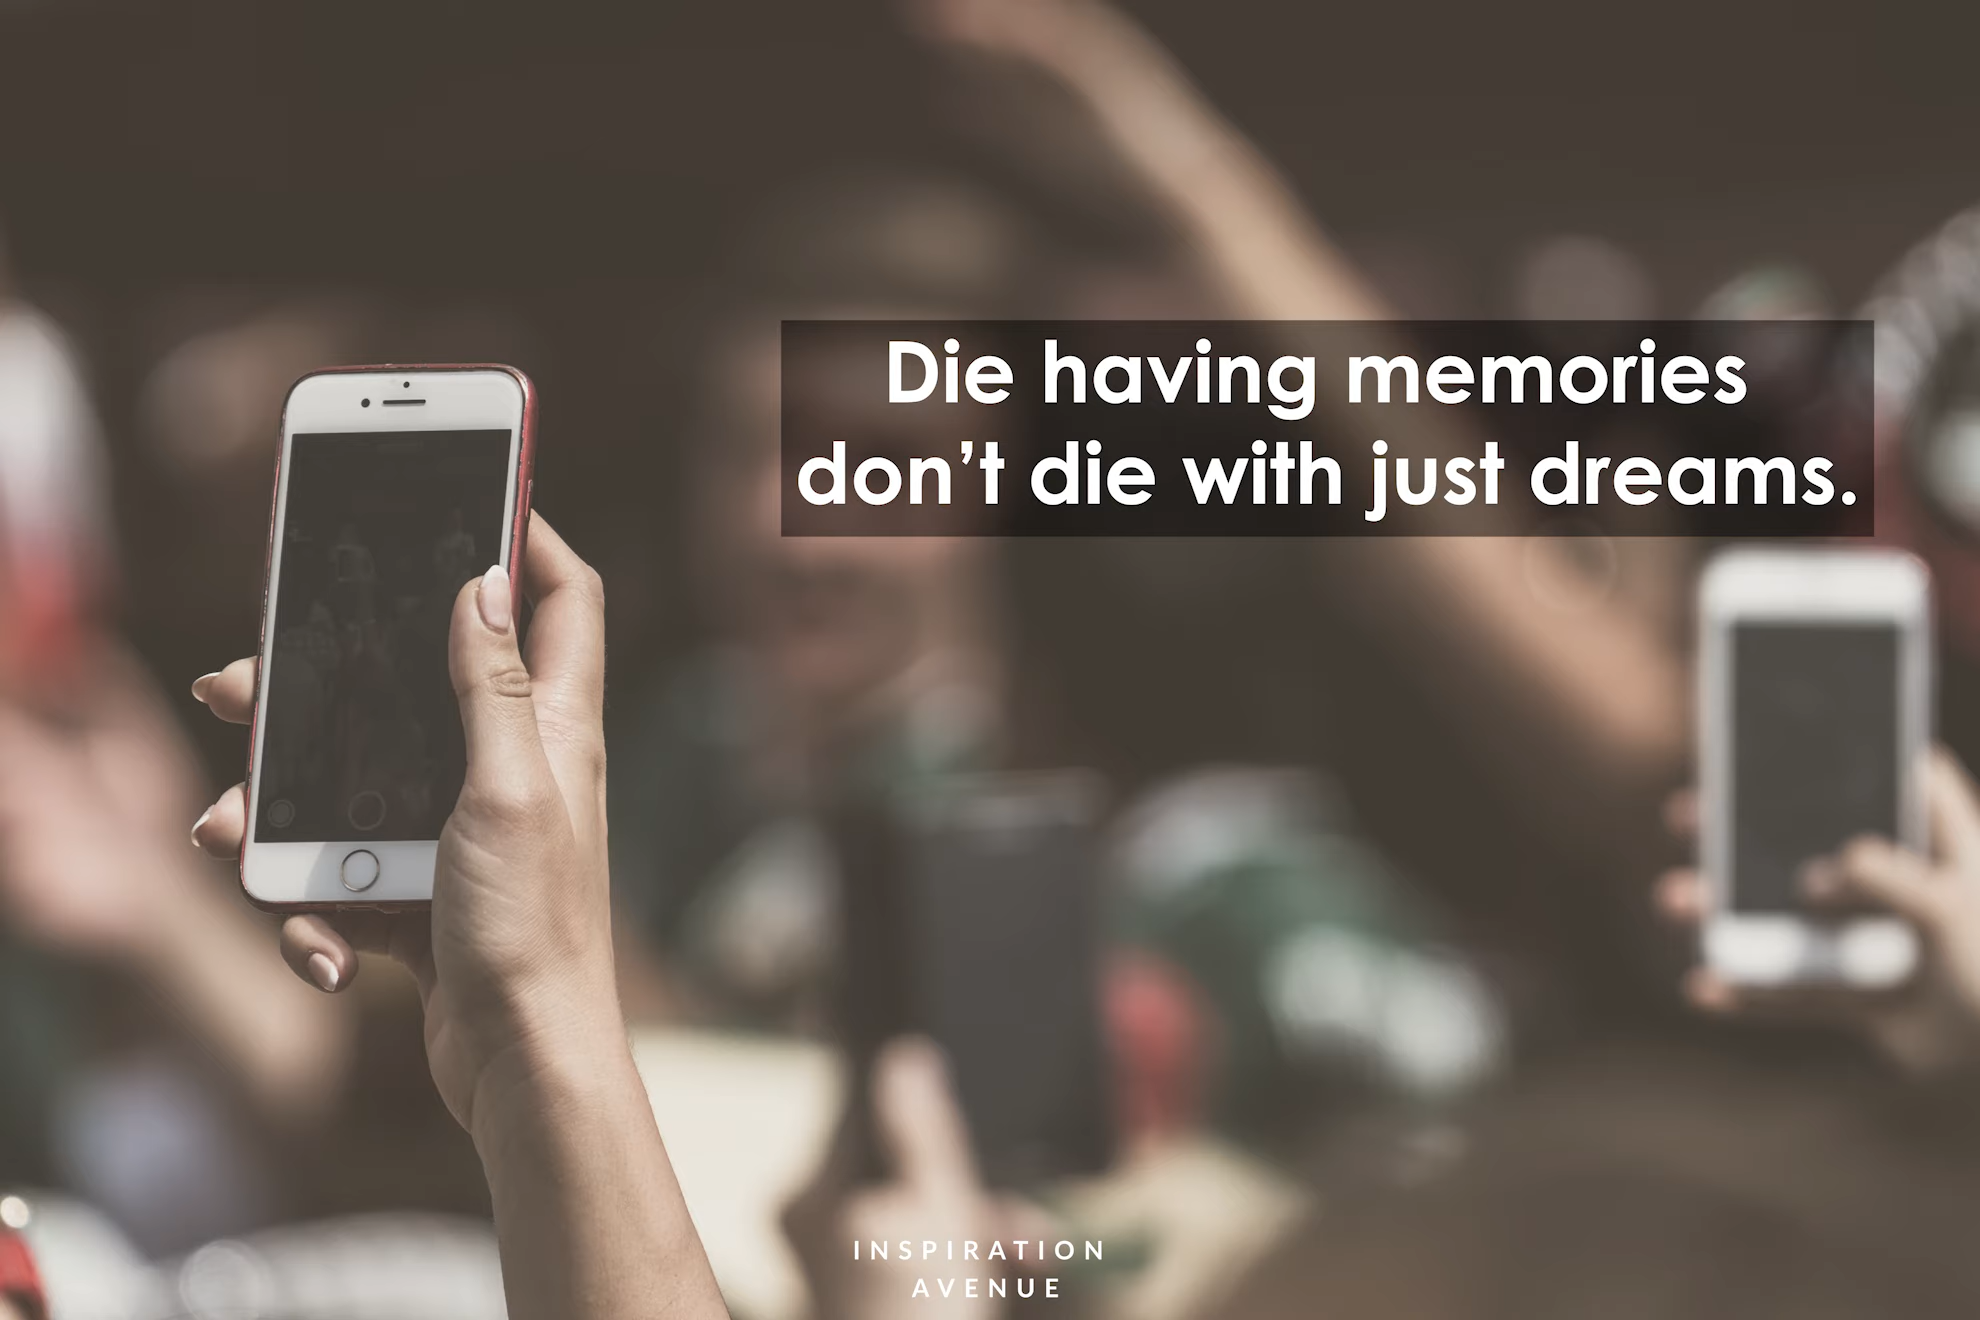 Die having memories
don’t die with just dreams.
INSPIRATION
AVENUE